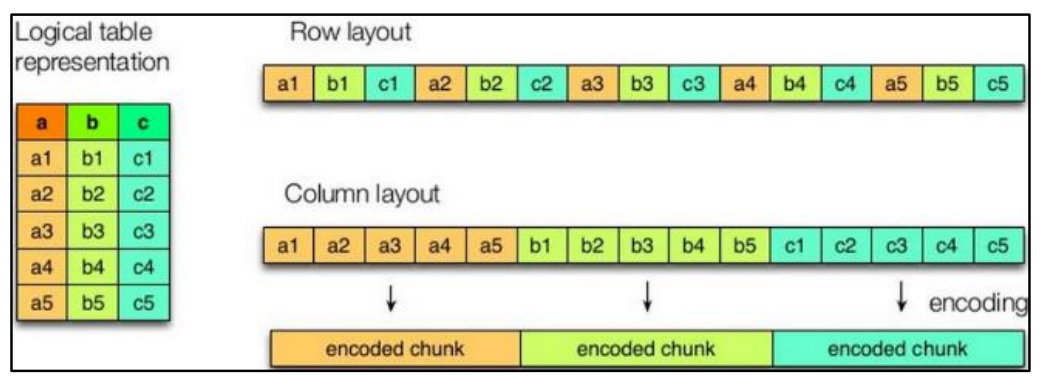 Logical table
representation
a b c
a1 b1 c1
a2 b2 c2
a3 b3 c3
a4 b4 c4
a5 b5 c5
Row layout
a1 b1 c1 a2 b2 c2 a3 b3 c3 a4 b4 c4 a5 b5 c5
Column layout
a1 a2 a3 a4 a5 b1 b2 b3 b4 b5 c1 c2 c3 c4 c5
encoding
encoded chunk encoded chunk encoded chunk